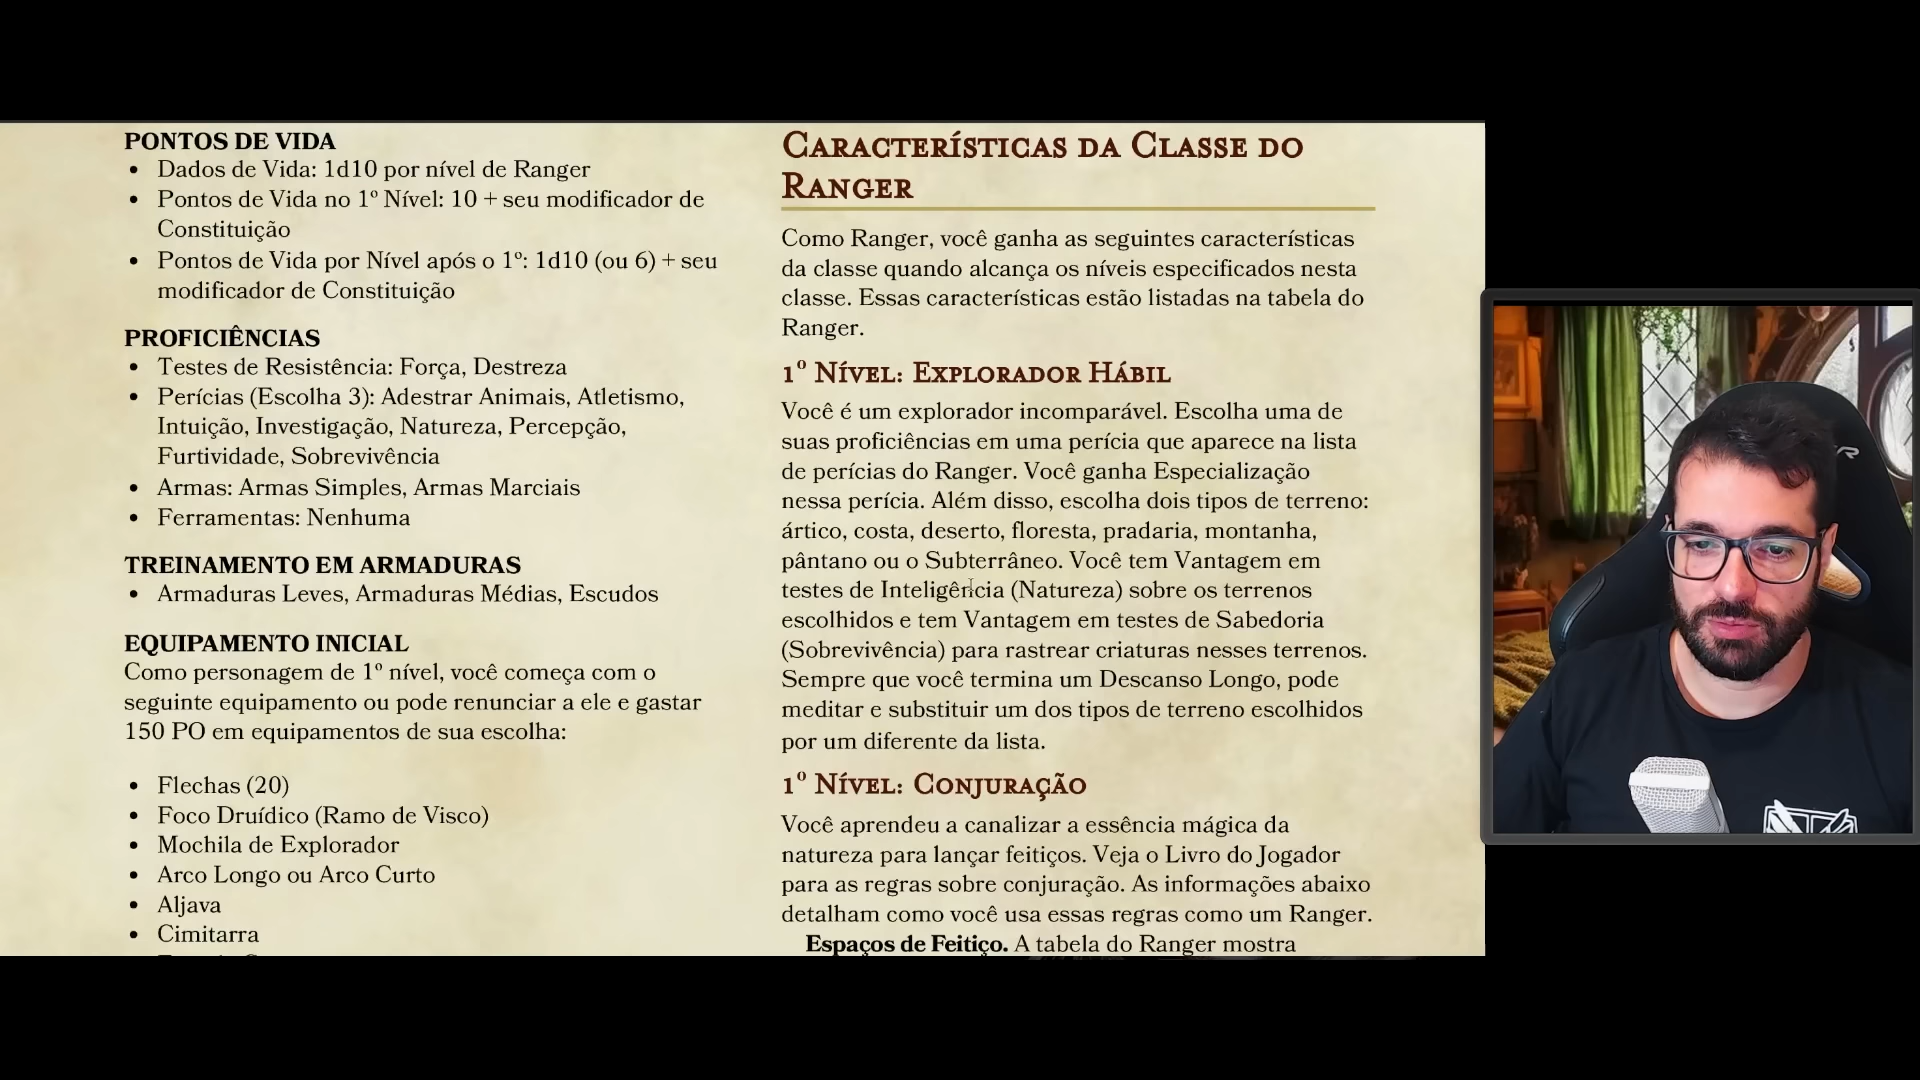 PONTOS DE VIDA
• Dados de Vida: 1d10 por nível de Ranger
• Pontos de Vida no 1º Nível: 10 + seu modificador de
Constituição
• Pontos de Vida por Nível após o 1º: 1d10 (ou 6) + seu
modificador de Constituição
PROFICIÊNCIAS
• Testes de Resistência: Força, Destreza
• Perícias (Escolha 3): Adestrar Animais, Atletismo,
Intuição, Investigação, Natureza, Percepção,
Furtividade, Sobrevivência
• Armas: Armas Simples, Armas Marciais
• Ferramentas: Nenhuma
TREINAMENTO EM ARMADURAS
• Armaduras Leves, Armaduras Médias, Escudos
EQUIPAMENTO INICIAL
Como personagem de 1º nível, você começa com o
seguinte equipamento ou pode renunciar a ele e gastar
150 PO em equipamentos de sua escolha:
• Flechas (20)
• Foco Druídico (Ramo de Visco)
• Mochila de Explorador
• Arco Longo ou Arco Curto
• Aljava
• Cimitarra
Características da Classe do
Ranger
Como Ranger, você ganha as seguintes características
da classe quando alcança os níveis especificados nesta
classe. Essas características estão listadas na tabela do
Ranger.
1º Nível: Explorador Hábil
Você é um explorador incomparável. Escolha uma de
suas proficiências em uma perícia que aparece na lista
de perícias do Ranger. Você ganha Especialização
nessa perícia. Além disso, escolha dois tipos de terreno:
ártico, costa, deserto, floresta, pradaria, montanha,
pântano ou o Subterrâneo. Você tem Vantagem em
testes de Inteligência (Natureza) sobre os terrenos
escolhidos e tem Vantagem em testes de Sabedoria
(Sobrevivência) para rastrear criaturas nesses terrenos.
Sempre que você termina um Descanso Longo, pode
meditar e substituir um dos tipos de terreno escolhidos
por um diferente da lista.
1º Nível: Conjuração
Você aprendeu a canalizar a essência mágica da
natureza para lançar feitiços. Veja o Livro do Jogador
para as regras sobre conjuração. As informações abaixo
detalham como você usa essas regras como um Ranger.
Espaços de Feitiço. A tabela do Ranger mostra